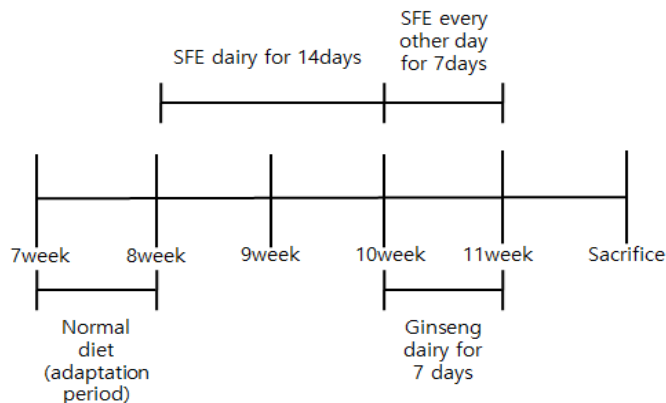 SFE every
other day
for 7days
SFE dairy for 14days
7week
8week
9week
10week
11week
Sacrifice
Normal
diet
(adaptation
period)
Ginseng
dairy for
7 days